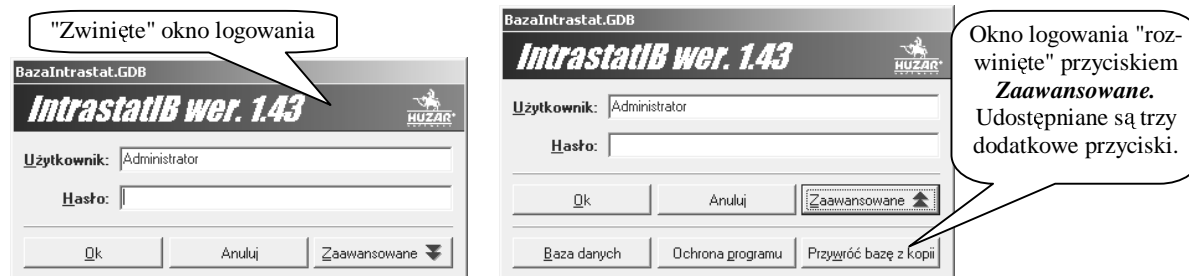 "Zwinięte" okno logowania
BazaIntrastat.GDB
IntrastatIB wer. 1.43
HUZAR
SOFTWARE
Użytkownik: Administrator
Hasło:
Ok Anuluj Zaawansowane
BazaIntrastat.GDB
IntrastatIB wer. 1.43
HUZAR
SOFTWARE
Użytkownik: Administrator
Hasło:
Ok Anuluj Zaawansowane
Baza danych Ochrona programu Przywróć bazę z kopii
Okno logowania "roz-
winięte" przyciskiem
Zaawansowane.
Udostępniane są trzy
dodatkowe przyciski.